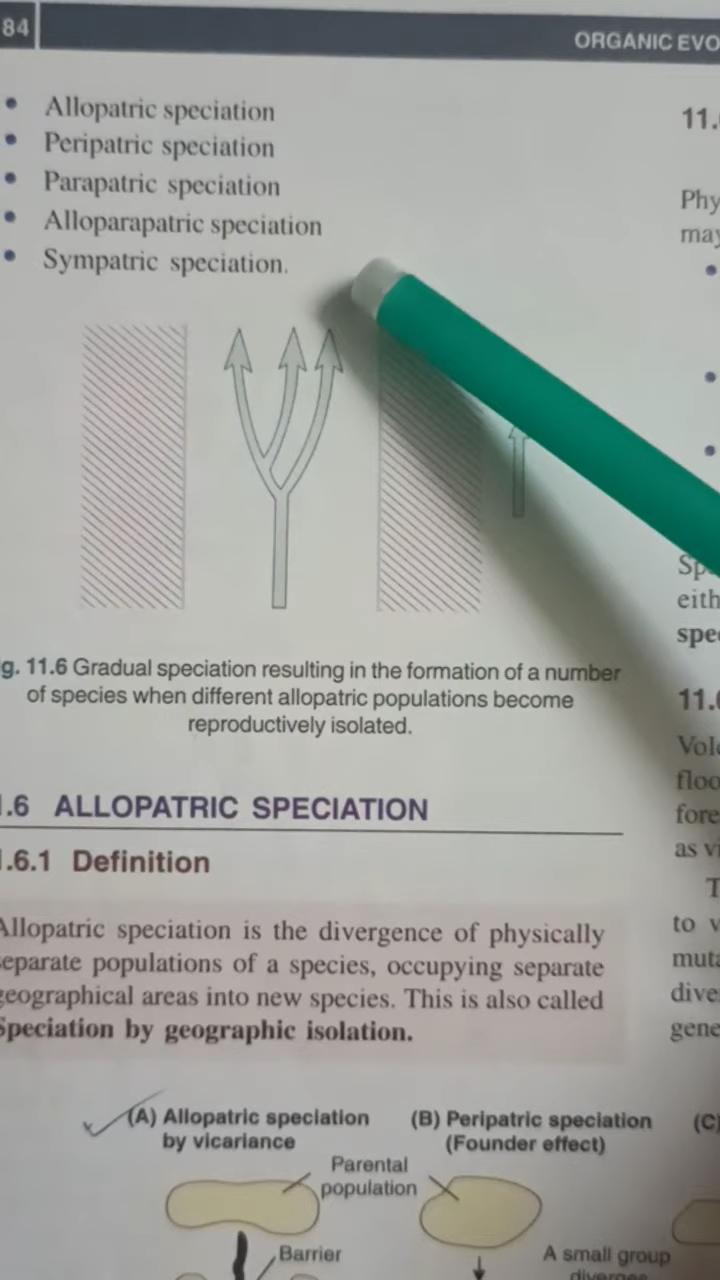 84
ORGANIC EVO
• Allopatric speciation
• Peripatric speciation
• Parapatric speciation
• Alloparapatric speciation
• Sympatric speciation.
g. 11.6 Gradual speciation resulting in the formation of a number
of species when different allopatric populations become
reproductively isolated.
.6 ALLOPATRIC SPECIATION
.6.1 Definition
Allopatric speciation is the divergence of physically
separate populations of a species, occupying separate
geographical areas into new species. This is also called
Speciation by geographic isolation.
(A) Allopatric speciation
by vicariance
(B) Peripatric speciation
(Founder effect)
(C)
Parental
population
Barrier
A small group
diverges
11.
Phy
may
Sp
eith
spe
11.6
Vol
floo
fore
as vi
T
to v
muta
dive
gene